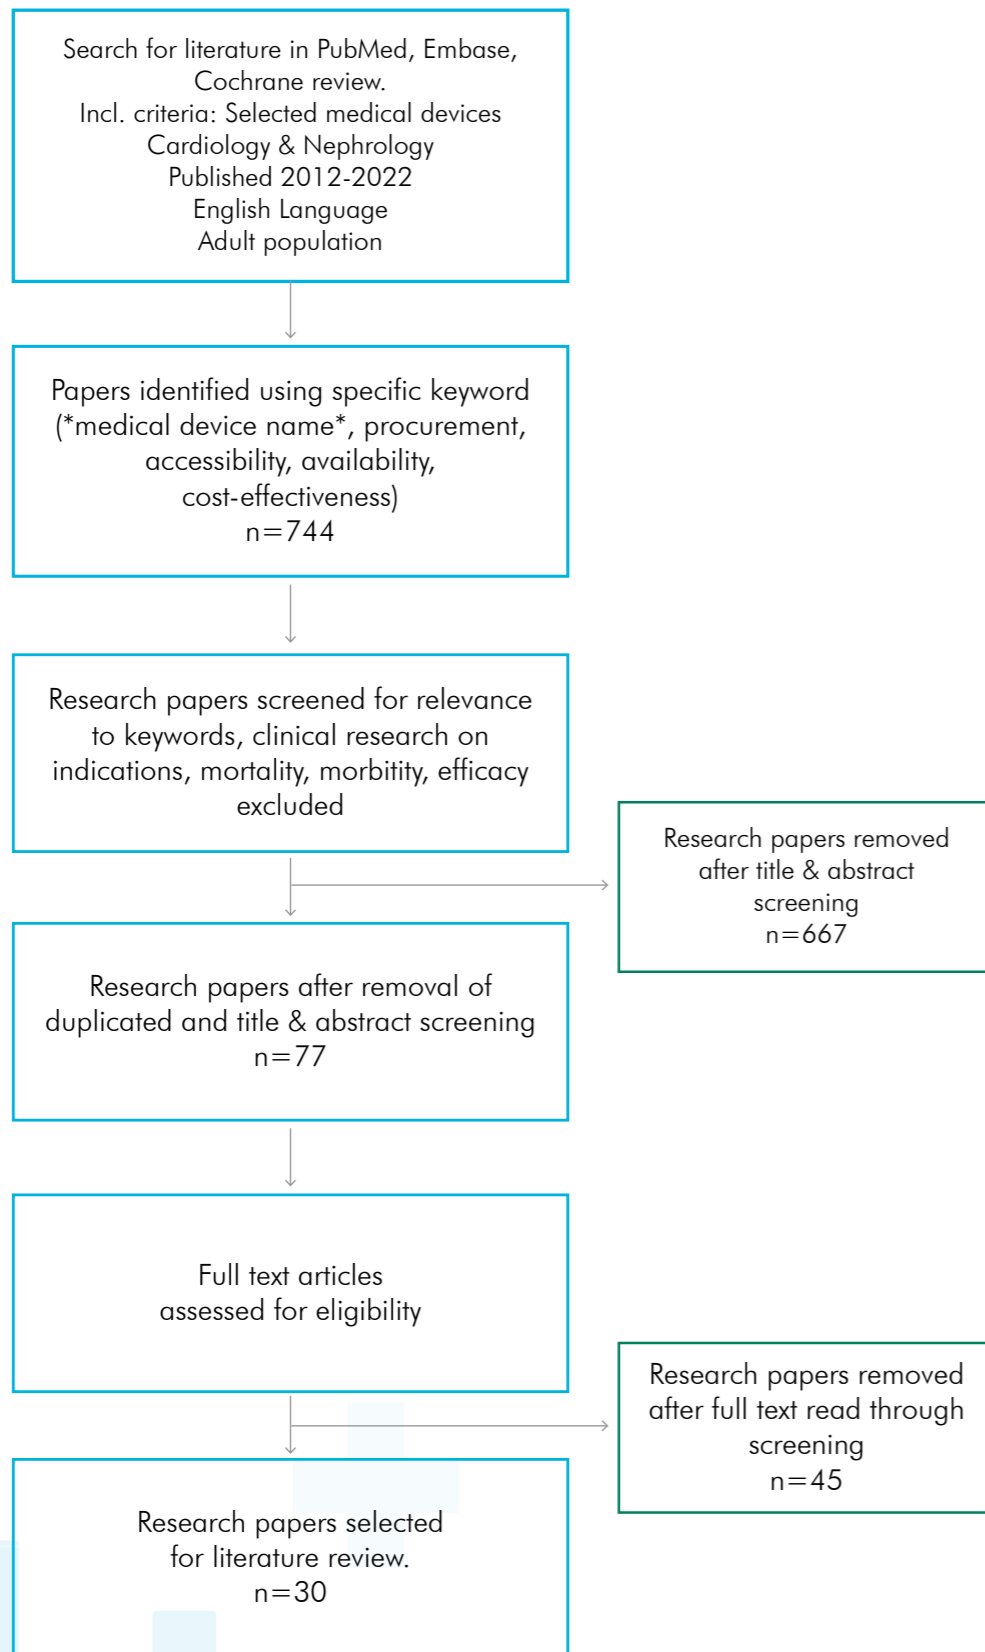 Search for literature in PubMed, Embase,
Cochrane review.
Incl. criteria: Selected medical devices
Cardiology & Nephrology
Published 2012-2022
English Language
Adult population
Papers identified using specific keyword
(*medical device name*, procurement,
accessibility, availability,
cost-effectiveness)
n=744
Research papers screened for relevance
to keywords, clinical research on
indications, mortality, morbitity, efficacy
excluded
Research papers removed
after title & abstract
screening
n=667
Research papers after removal of
duplicated and title & abstract screening
n=77
Full text articles
assessed for eligibility
Research papers removed
after full text read through
screening
n=45
Research papers selected
for literature review.
n=30